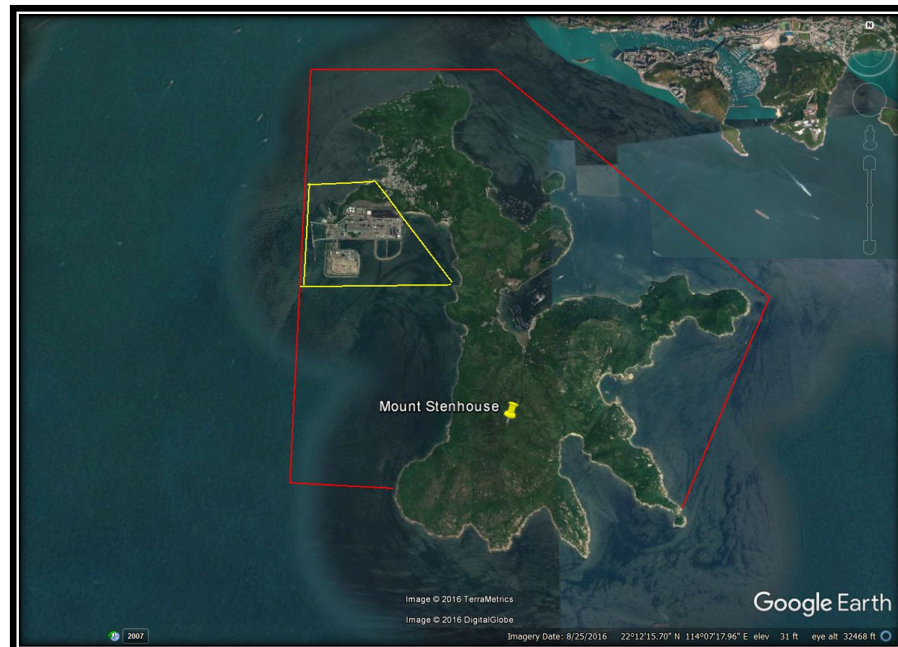 N
Mount Stenhouse
Image © 2016 TerraMetrics
Image © 2016 DigitalGlobe
Google Earth
2007
Imagery Date: 8/25/2016 22°12'15.70" N 114°07'17.96" E elev 31 ft eye alt 32468 ft